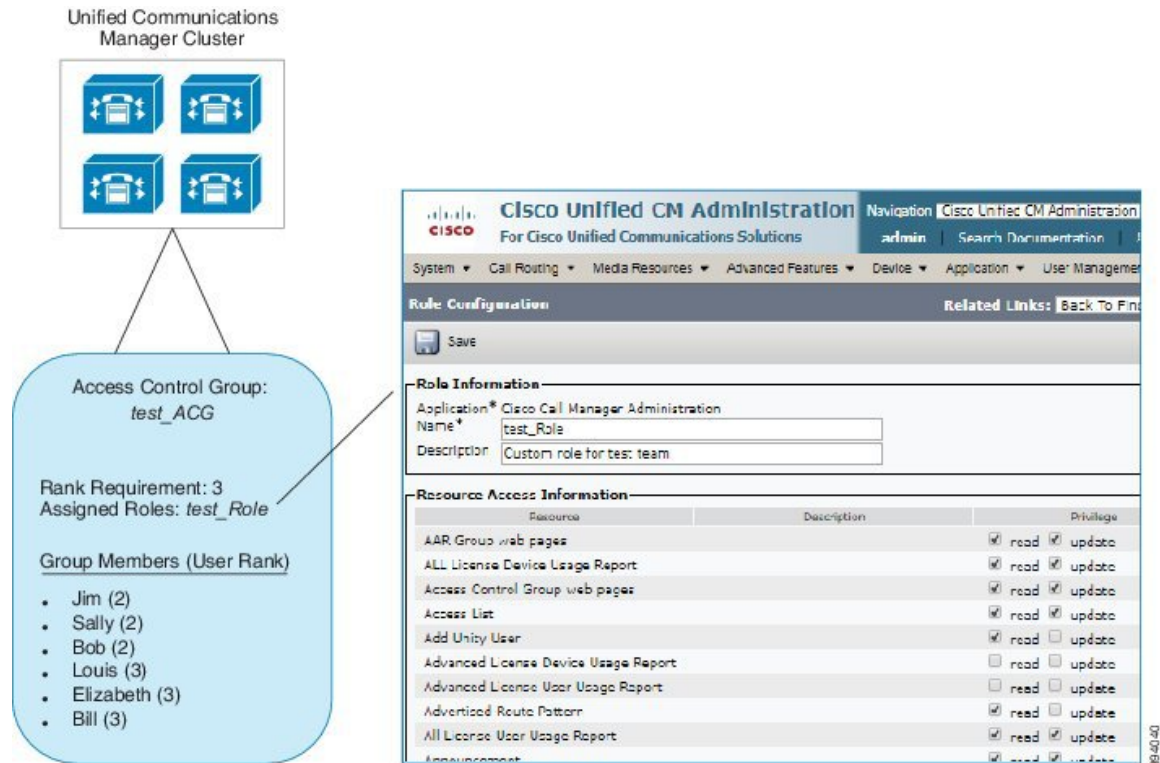 Unified Communications
Manager Cluster
Access Control Group:
test_ACG
Rank Requirement: 3
Assigned Roles: test_Role
Group Members (User Rank)
• Jim (2)
• Sally (2)
• Bob (2)
• Louis (3)
• Elizabeth (3)
• Bill (3)
CISCO
Cisco Unified CM Administration
For Cisco Unified Communications Solutions
Navigation Cisco Unified CM Administration
admin | Search Documentation |
System Call Routing Media Resources Advanced Features Device Application User Managemen
Role Configuration
Related Links: Back To Find
Save
Role Information
Application* Cisco Call Manager Administration
Name* test_Role
Description Custom role for test team
Resource Access Information
Resource Description Privilege
AAR Group web pages read update
ALL License Device Usage Report read update
Access Control Group web pages read update
Access List read update
Add Unity User read update
Advanced License Device Usage Report read update
Advanced License User Usage Report read update
Advertised Route Pattern read update
All License User Usage Report read update
Announcement read update